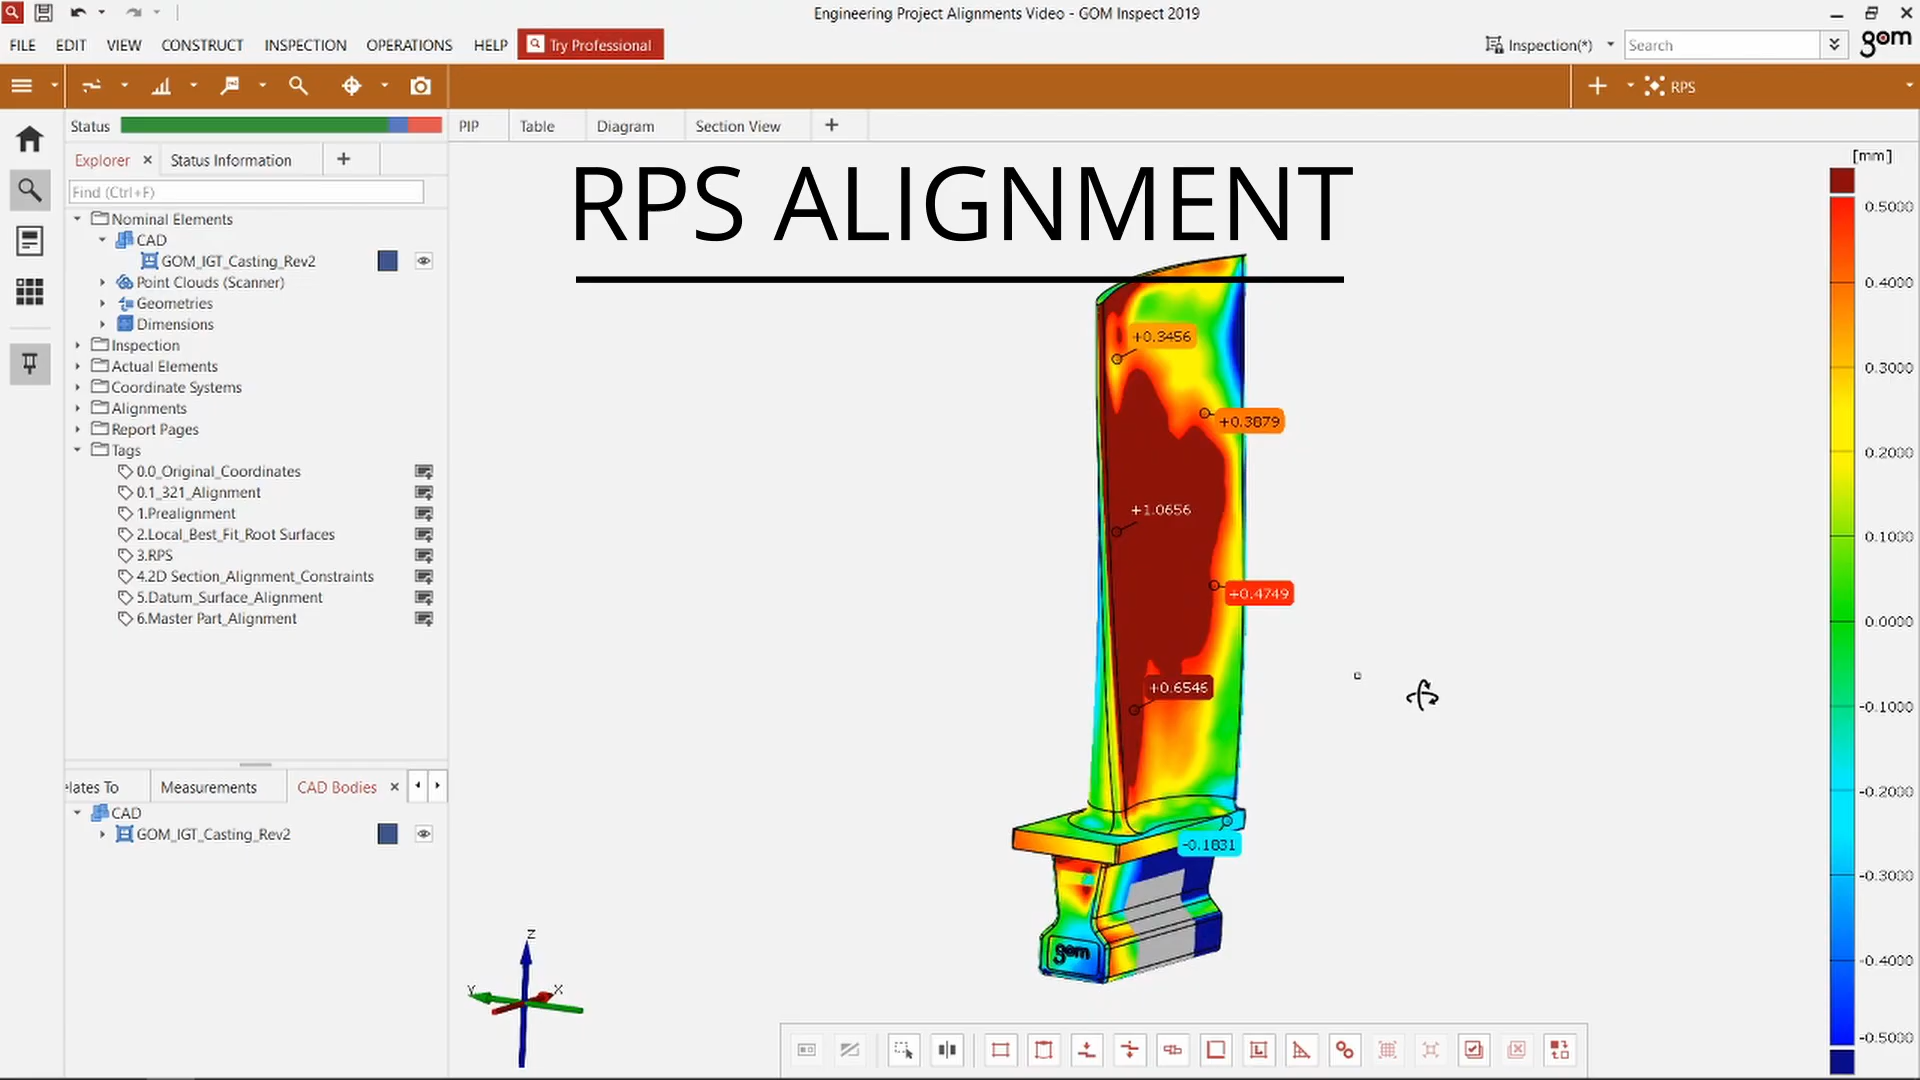 Engineering Project Alignments Video - GOM Inspect 2019
FILE EDIT VIEW CONSTRUCT INSPECTION OPERATIONS HELP Try Professional Inspection(*) Search gom
RPS
Status PIP Table Diagram Section View
Explorer Status Information
[mm]
Find (Ctrl+F)
RPS ALIGNMENT
Nominal Elements
CAD
GOM_IGT_Casting_Rev2
Point Clouds (Scanner)
Geometries
Dimensions
Inspection
Actual Elements
Coordinate Systems
Alignments
Report Pages
Tags
0.0_Original_Coordinates
0.1_321_Alignment
1.Prealignment
2.Local_Best_Fit_Root Surfaces
3.RPS
4.2D Section_Alignment_Constraints
5.Datum_Surface_Alignment
6.Master Part_Alignment
elates To Measurements CAD Bodies
CAD
GOM_IGT_Casting_Rev2
+0.3456
+0.3879
+1.0656
+0.4749
+0.6546
-0.1831
gom
Z
Y
X
0.5000
0.4000
0.3000
0.2000
0.1000
0.0000
-0.1000
-0.2000
-0.3000
-0.4000
-0.5000